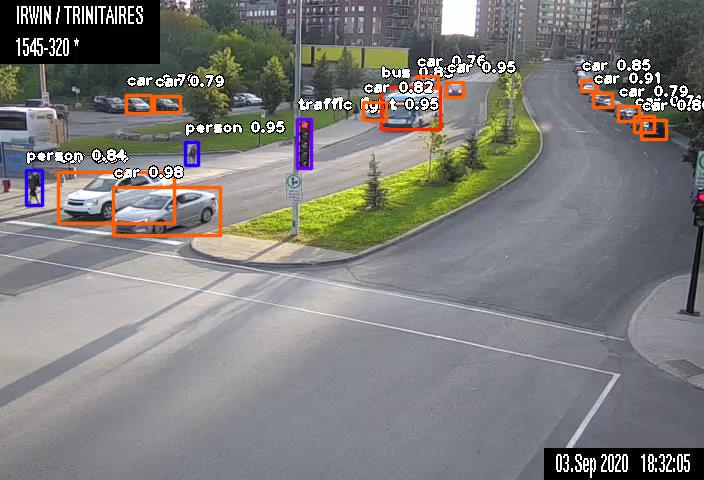 IRWIN / TRINITAIRES
1545-320 *
car 0.76
car 0.95
car 0.85
car 0.79
car 0.91
car 0.82
car 0.79
traffic light 0.95
person 0.95
person 0.84
car 0.98
03.Sep 2020 18:32:05